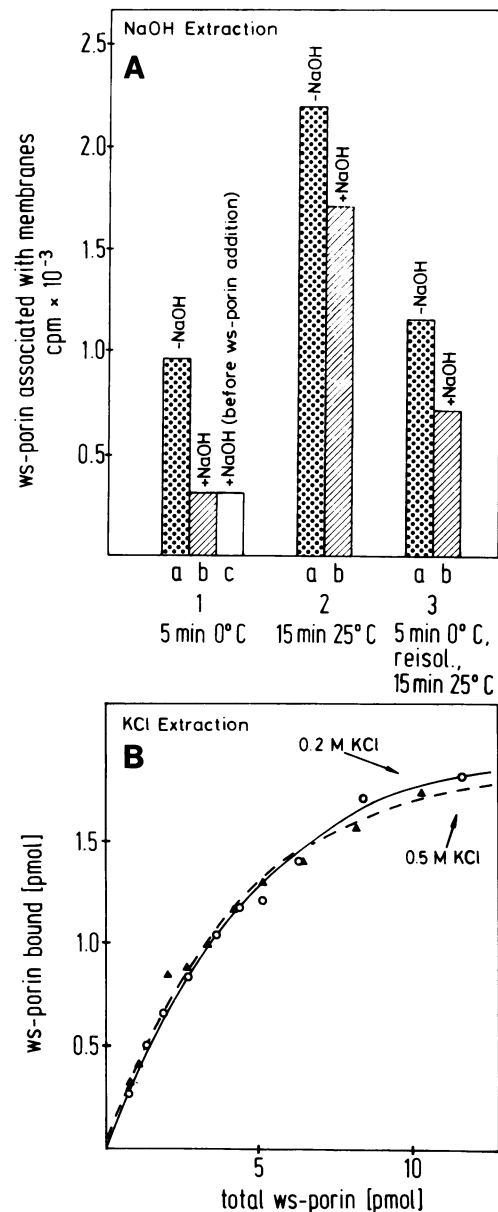 NaOH Extraction
A
ws-porin associated with membranes
cpm × 10⁻³
2.5
2.0
1.5
1.0
0.5
-NaOH
+NaOH
+NaOH (before ws-porin addition)
-NaOH
+NaOH
-NaOH
+NaOH
a b c
a b
a b
1
2
3
5 min 0°C
15 min 25°C
5 min 0°C,
reisol.,
15 min 25°C
KCl Extraction
B
0.2 M KCl
0.5 M KCl
ws-porin bound [pmol]
1.5
1.0
0.5
5
10
total ws-porin [pmol]